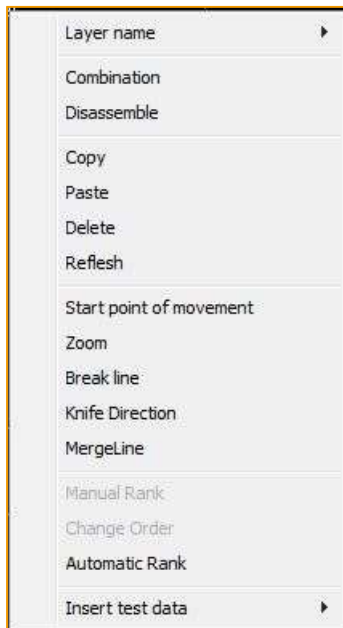 Layer name
Combination
Disassemble
Copy
Paste
Delete
Reflesh
Start point of movement
Zoom
Break line
Knife Direction
MergeLine
Manual Rank
Change Order
Automatic Rank
Insert test data